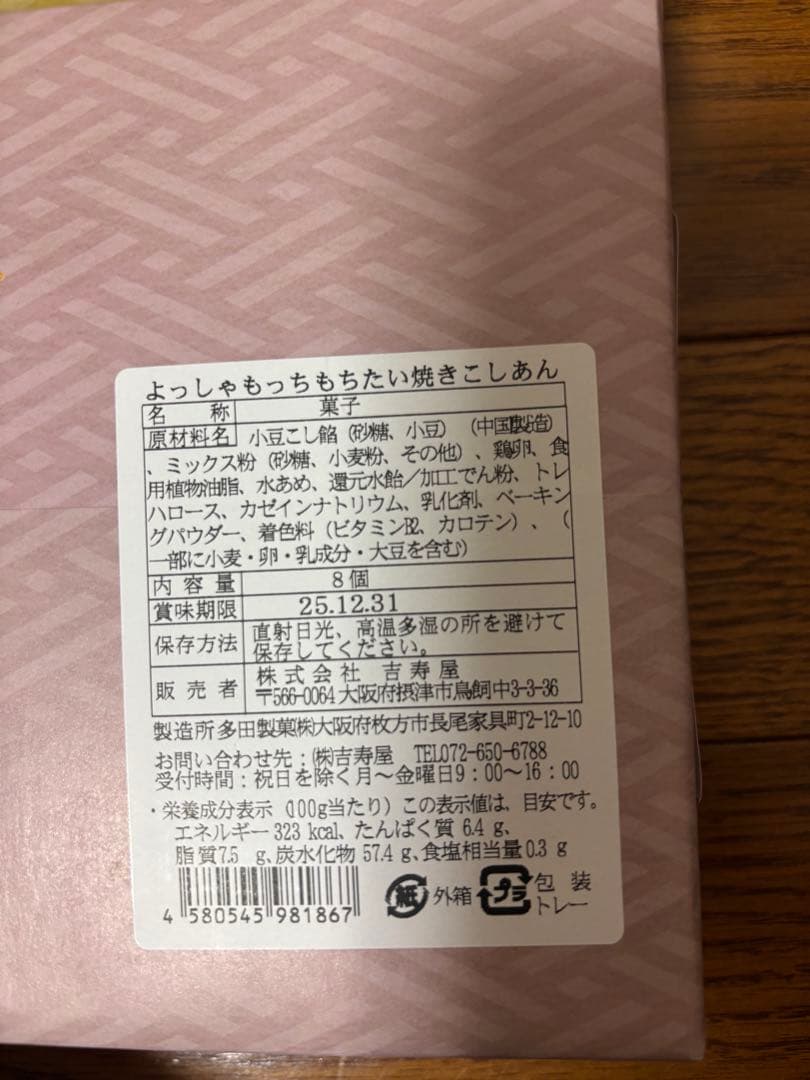 よっしゃもっちもちたい焼きこしあん
名称 菓子
原材料名 小豆こし餡（砂糖、小豆）（中国製造）
、ミックス粉（砂糖、小麦粉、その他）、鶏卵、食
用植物油脂、水あめ、還元水飴／加工でん粉、トレ
ハロース、カゼインナトリウム、乳化剤、ベーキン
グパウダー、着色料（ビタミンB2、カロテン）、（
一部に小麦・卵・乳成分・大豆を含む）
内容量 8個
賞味期限 25.12.31
保存方法 直射日光、高温多湿の所を避けて
保存してください。
販売者 株式会社 吉寿屋
〒566-0064大阪府摂津市鳥飼中3-3-36
製造所多田製菓㈱大阪府枚方市長尾家具町2-12-10
お問い合わせ先：㈱吉寿屋 TEL072-650-6788
受付時間：祝日を除く月～金曜日9：00～16：00
・栄養成分表示（100g当たり）この表示値は、目安です。
エネルギー323 kcal、たんぱく質 6.4 g、
脂質7.5 g、炭水化物 57.4 g、食塩相当量0.3 g
4 580545 981867
紙 外箱 プラ 包装
トレー